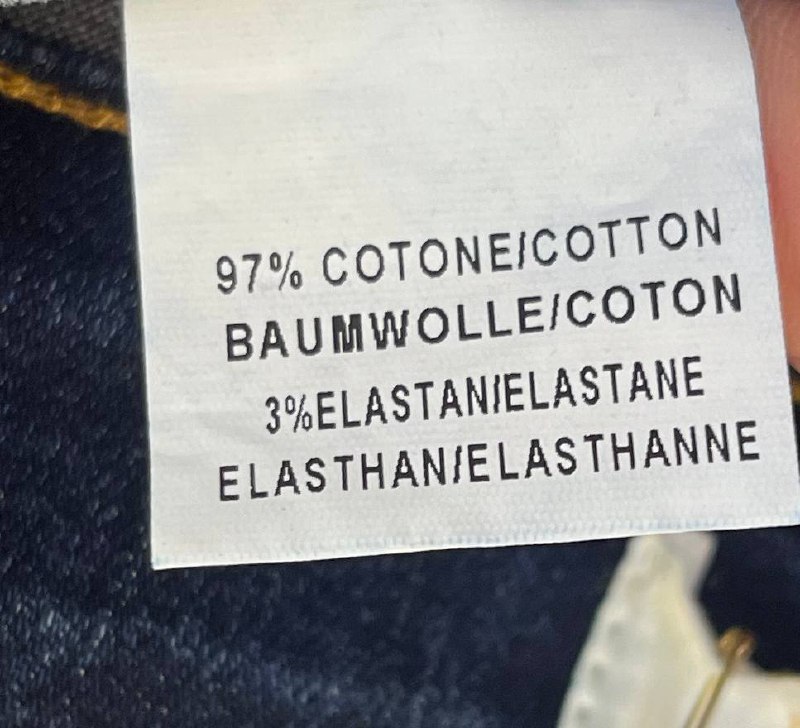 97% COTONE/COTTON
BAUMWOLLE/COTON
3%ELASTAN/ELASTANE
ELASTHAN/ELASTHANNE